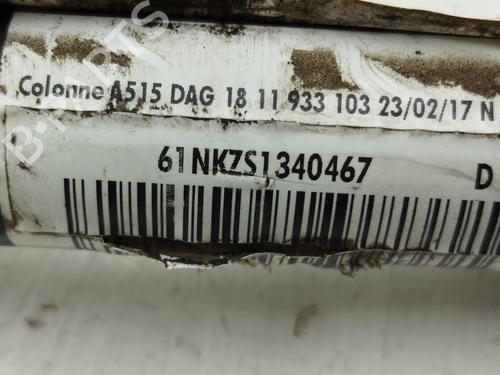 Colonne A515 DAG 18 11 933 103 23/02/17 N
61NKZS1340467 D